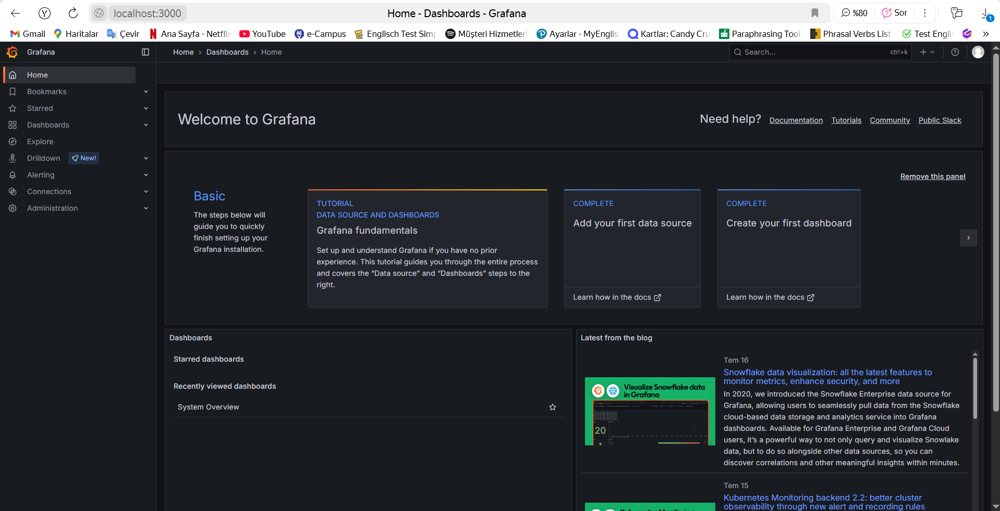 localhost:3000
Home - Dashboards - Grafana
%80
Sor
1
Gmail
Haritalar
Çevir
Ana Sayfa - Netflix
YouTube
e-Campus
Englisch Test Sim
Müşteri Hizmetleri
Ayarlar - MyEnglis
Kartlar: Candy Cru
Paraphrasing Tool
Phrasal Verbs List
Test Engli
»
Grafana
Home › Dashboards › Home
Search...
ctrl+k
Home
Bookmarks
Starred
Dashboards
Explore
Drilldown
New!
Alerting
Connections
Administration
Welcome to Grafana
Need help?
Documentation
Tutorials
Community
Public Slack
Remove this panel
Basic
The steps below will
guide you to quickly
finish setting up your
Grafana installation.
TUTORIAL
DATA SOURCE AND DASHBOARDS
Grafana fundamentals
Set up and understand Grafana if you have no prior
experience. This tutorial guides you through the entire process
and covers the “Data source” and “Dashboards” steps to the
right.
COMPLETE
Add your first data source
Learn how in the docs
COMPLETE
Create your first dashboard
Learn how in the docs
Dashboards
Starred dashboards
Recently viewed dashboards
System Overview
Latest from the blog
Visualize Snowflake data
in Grafana
20
1
Tem 16
Snowflake data visualization: all the latest features to
monitor metrics, enhance security, and more
In 2020, we introduced the Snowflake Enterprise data source for
Grafana, allowing users to seamlessly pull data from the Snowflake
cloud-based data storage and analytics service into Grafana
dashboards. Available for Grafana Enterprise and Grafana Cloud
users, it’s a powerful way to not only query and visualize Snowlake
data, but to do so alongside other data sources, so you can
discover correlations and other meaningful insights within minutes.
Tem 15
Kubernetes Monitoring backend 2.2: better cluster
observability through new alert and recording rules
Kubernetes Monitoring